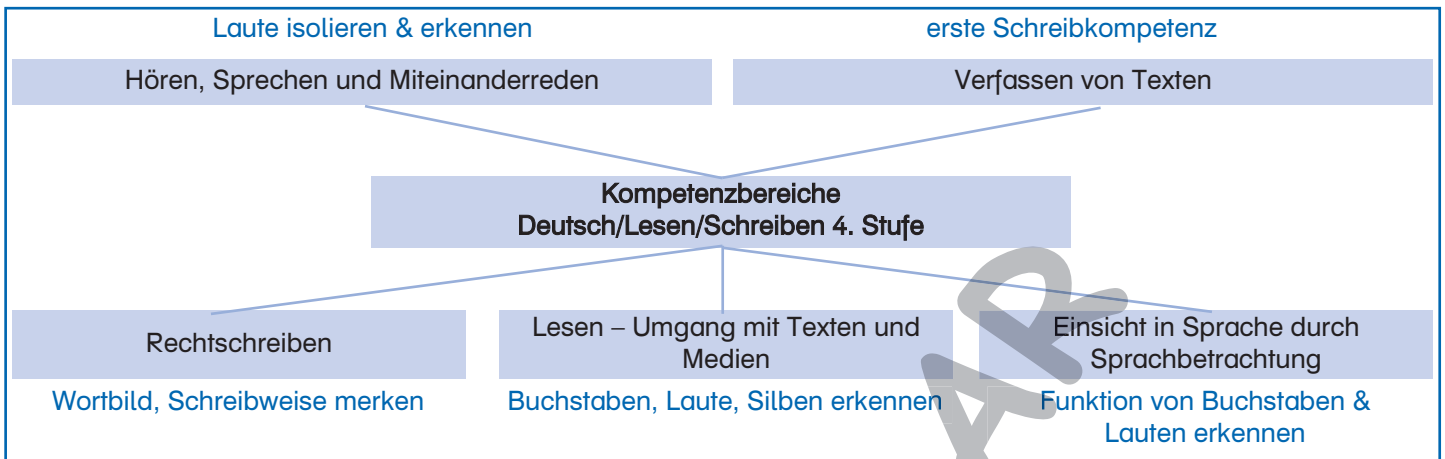 Laute isolieren & erkennen
erste Schreibkompetenz
Hören, Sprechen und Miteinanderreden
Verfassen von Texten
Kompetenzbereiche
Deutsch/Lesen/Schreiben 4. Stufe
Rechtschreiben
Lesen – Umgang mit Texten und
Medien
Einsicht in Sprache durch
Sprachbetrachtung
Wortbild, Schreibweise merken
Buchstaben, Laute, Silben erkennen
Funktion von Buchstaben &
Lauten erkennen
AR